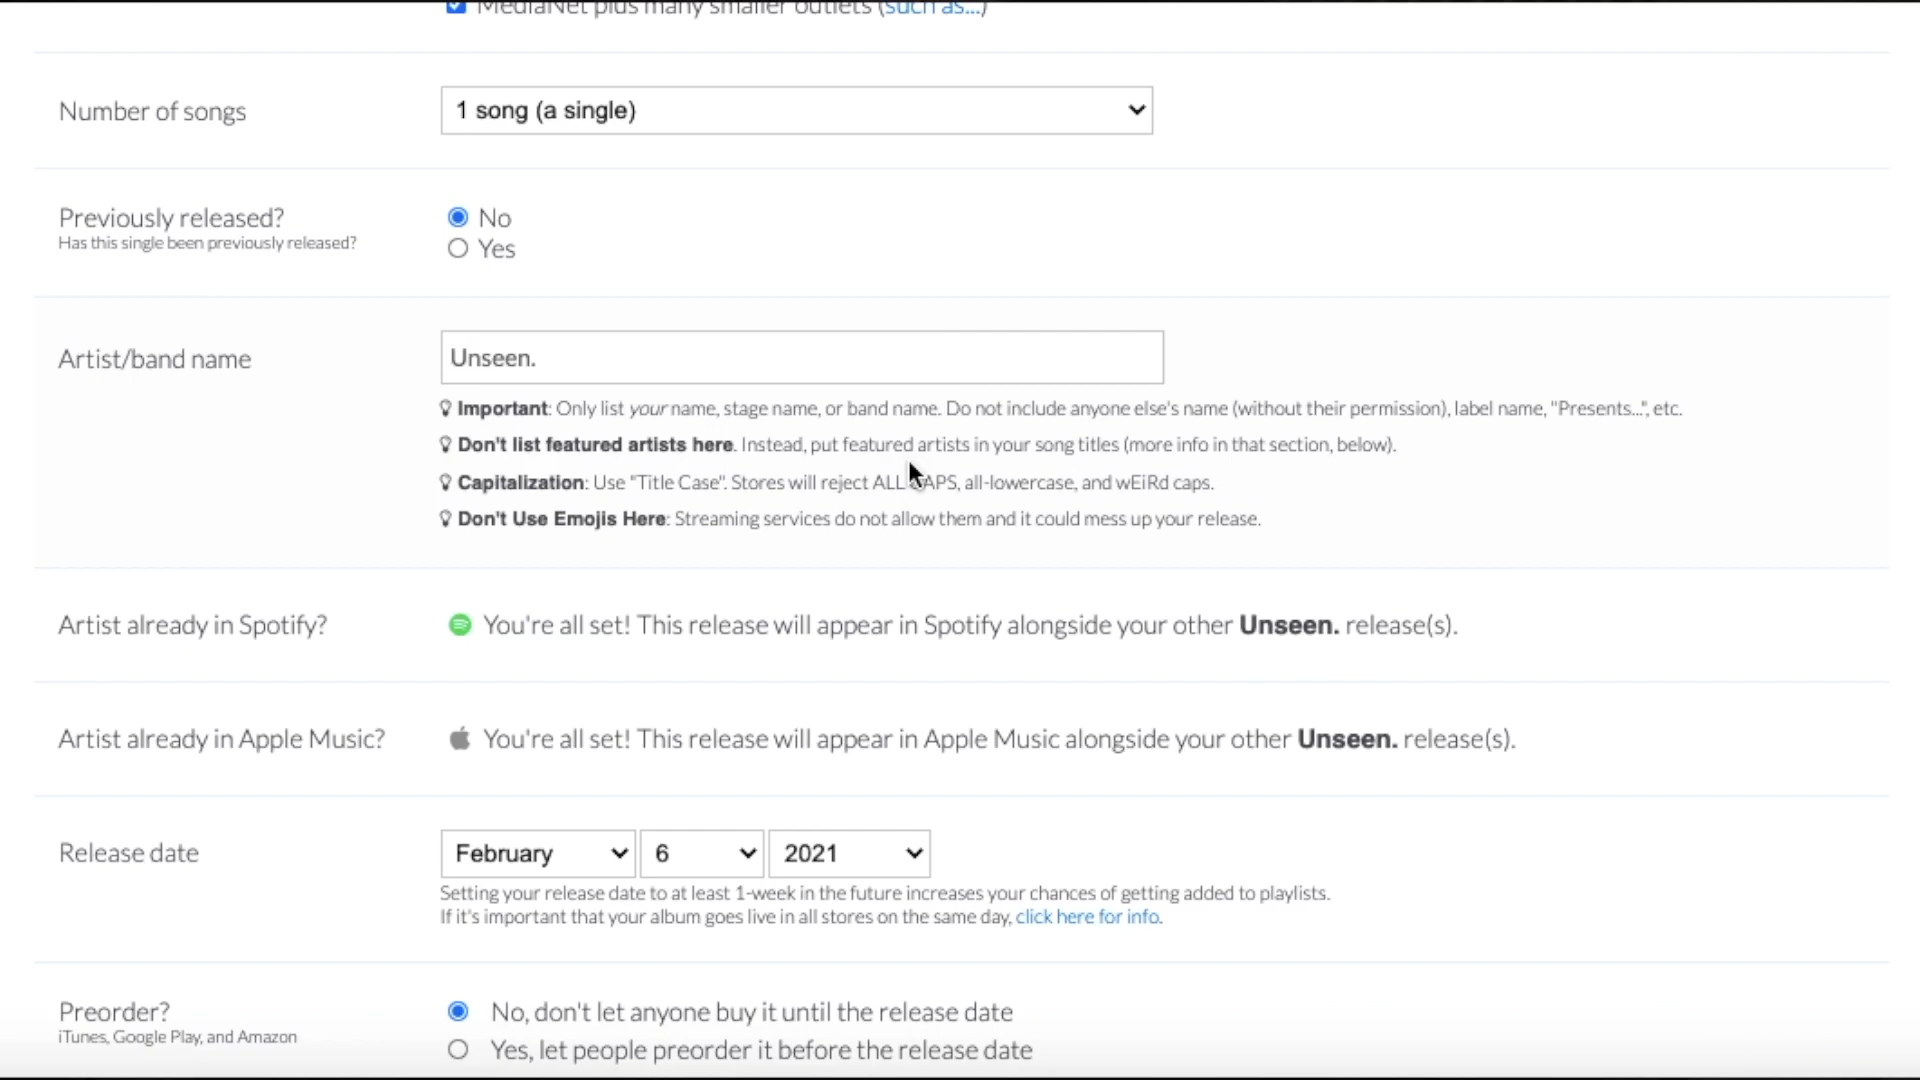 MediaNet plus many smaller outlets (such as...)
Number of songs
1 song (a single)
Previously released?
Has this single been previously released?
No
Yes
Artist/band name
Unseen.
Important: Only list your name, stage name, or band name. Do not include anyone else's name (without their permission), label name, "Presents...", etc.
Don't list featured artists here. Instead, put featured artists in your song titles (more info in that section, below).
Capitalization: Use "Title Case". Stores will reject ALL CAPS, all-lowercase, and wEiRd caps.
Don't Use Emojis Here: Streaming services do not allow them and it could mess up your release.
Artist already in Spotify?
You're all set! This release will appear in Spotify alongside your other Unseen. release(s).
Artist already in Apple Music?
You're all set! This release will appear in Apple Music alongside your other Unseen. release(s).
Release date
February 6 2021
Setting your release date to at least 1-week in the future increases your chances of getting added to playlists.
If it's important that your album goes live in all stores on the same day, click here for info.
Preorder?
iTunes, Google Play, and Amazon
No, don't let anyone buy it until the release date
Yes, let people preorder it before the release date